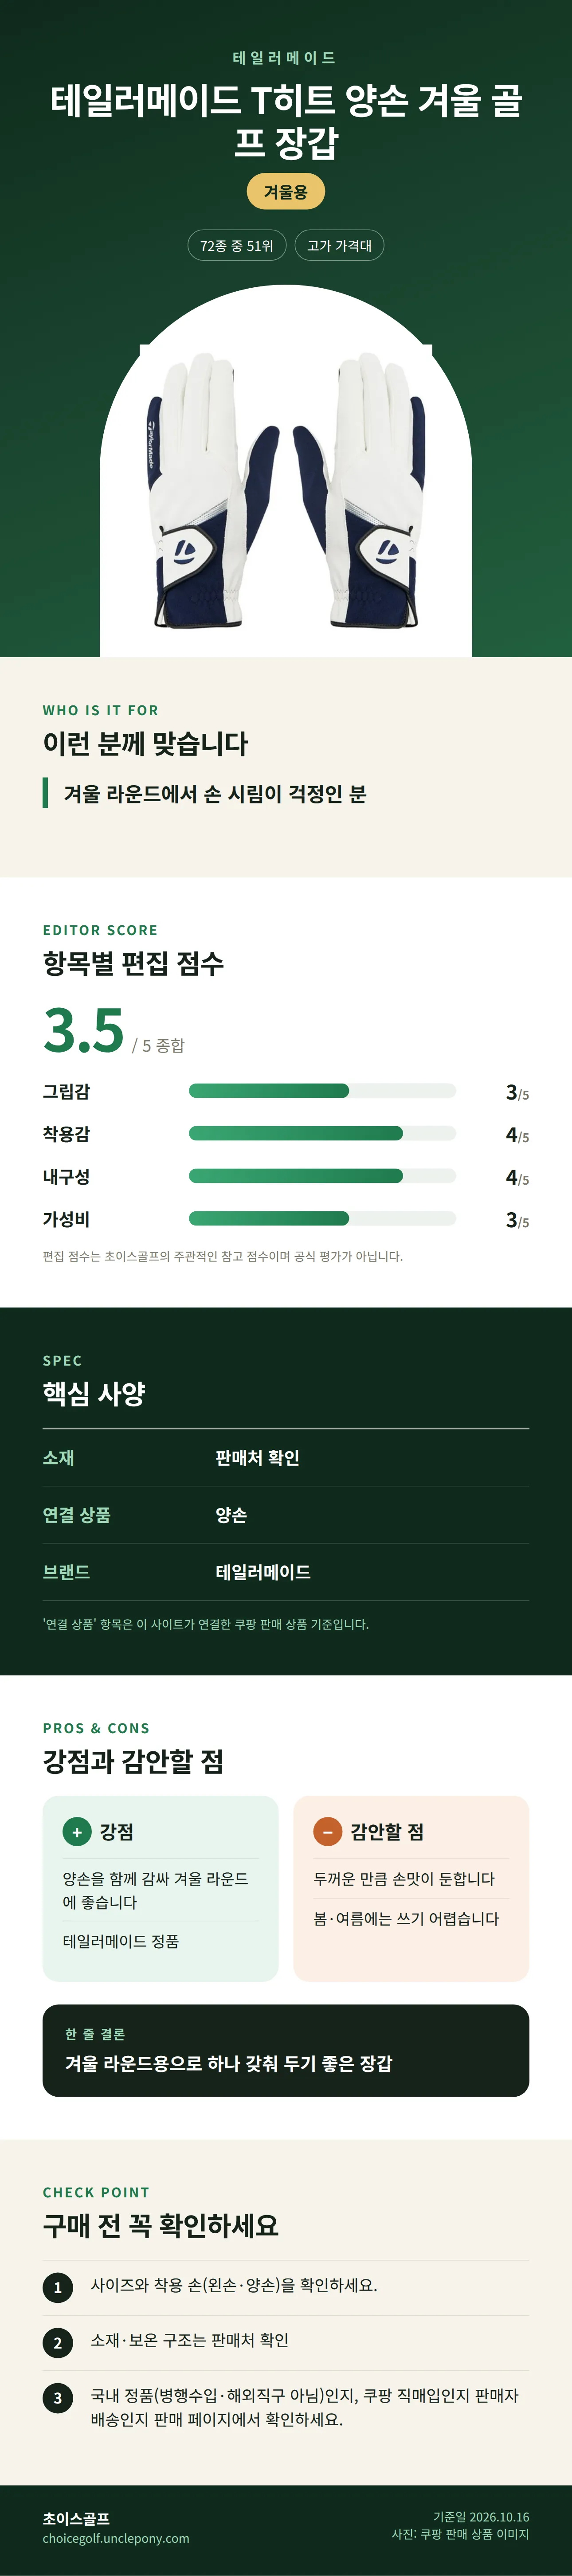 테일러메이드
테일러메이드 T히트 양손 겨울 골
프 장갑
겨울용
72종 중 51위
고가 가격대
TaylorMade
WHO IS IT FOR
이런 분께 맞습니다
겨울 라운드에서 손 시림이 걱정인 분
EDITOR SCORE
항목별 편집 점수
3.5 / 5 종합
그립감 3/5
착용감 4/5
내구성 4/5
가성비 3/5
편집 점수는 초이스골프의 주관적인 참고 점수이며 공식 평가가 아닙니다.
SPEC
핵심 사양
소재 판매처 확인
연결 상품 양손
브랜드 테일러메이드
'연결 상품' 항목은 이 사이트가 연결한 쿠팡 판매 상품 기준입니다.
PROS & CONS
강점과 감안할 점
+ 강점
양손을 함께 감싸 겨울 라운드
에 좋습니다
테일러메이드 정품
− 감안할 점
두꺼운 만큼 손맛이 둔합니다
봄·여름에는 쓰기 어렵습니다
한 줄 결론
겨울 라운드용으로 하나 갖춰 두기 좋은 장갑
CHECK POINT
구매 전 꼭 확인하세요
1 사이즈와 착용 손(왼손·양손)을 확인하세요.
2 소재·보온 구조는 판매처 확인
3 국내 정품(병행수입·해외직구 아님)인지, 쿠팡 직매입인지 판매자
배송인지 판매 페이지에서 확인하세요.
초이스골프
choicegolf.unclepony.com
기준일 2026.10.16
사진: 쿠팡 판매 상품 이미지